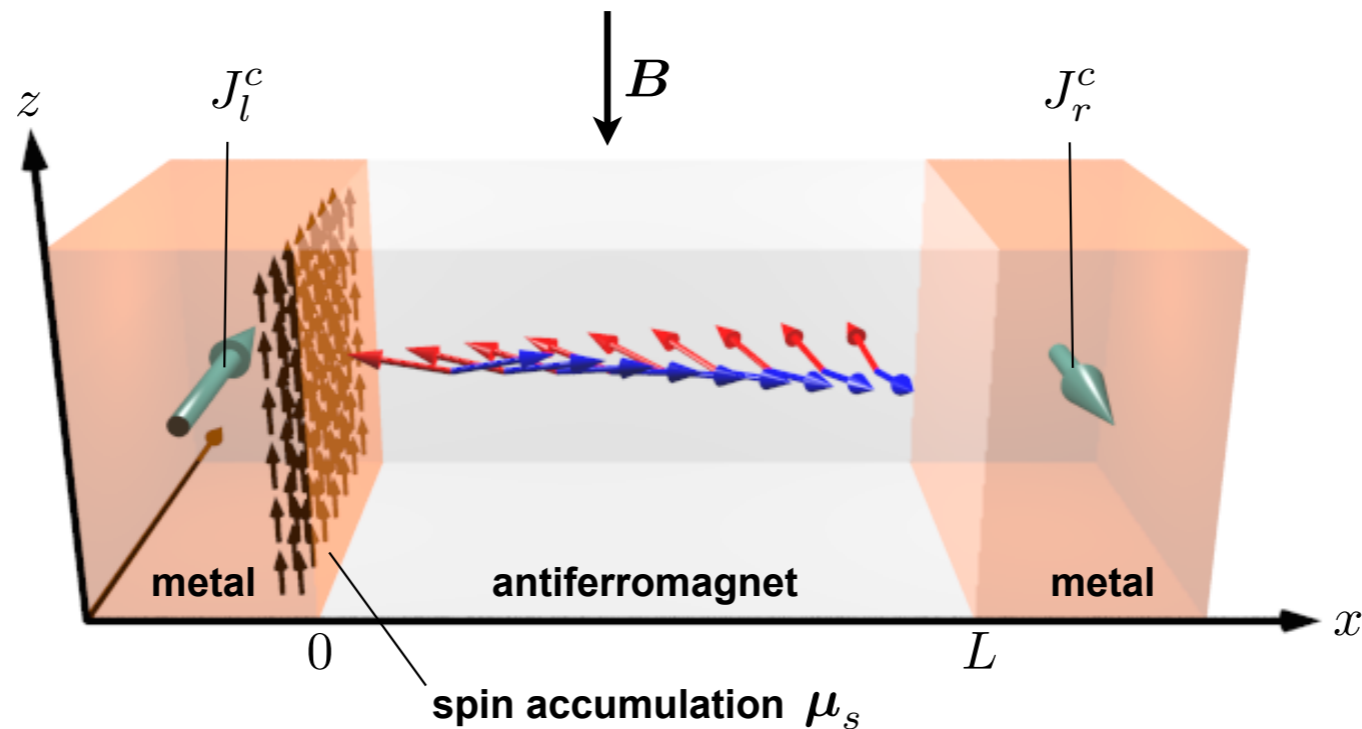 B
z
J_l^c
J_r^c
metal
antiferromagnet
metal
0
L
x
spin accumulation μ_s